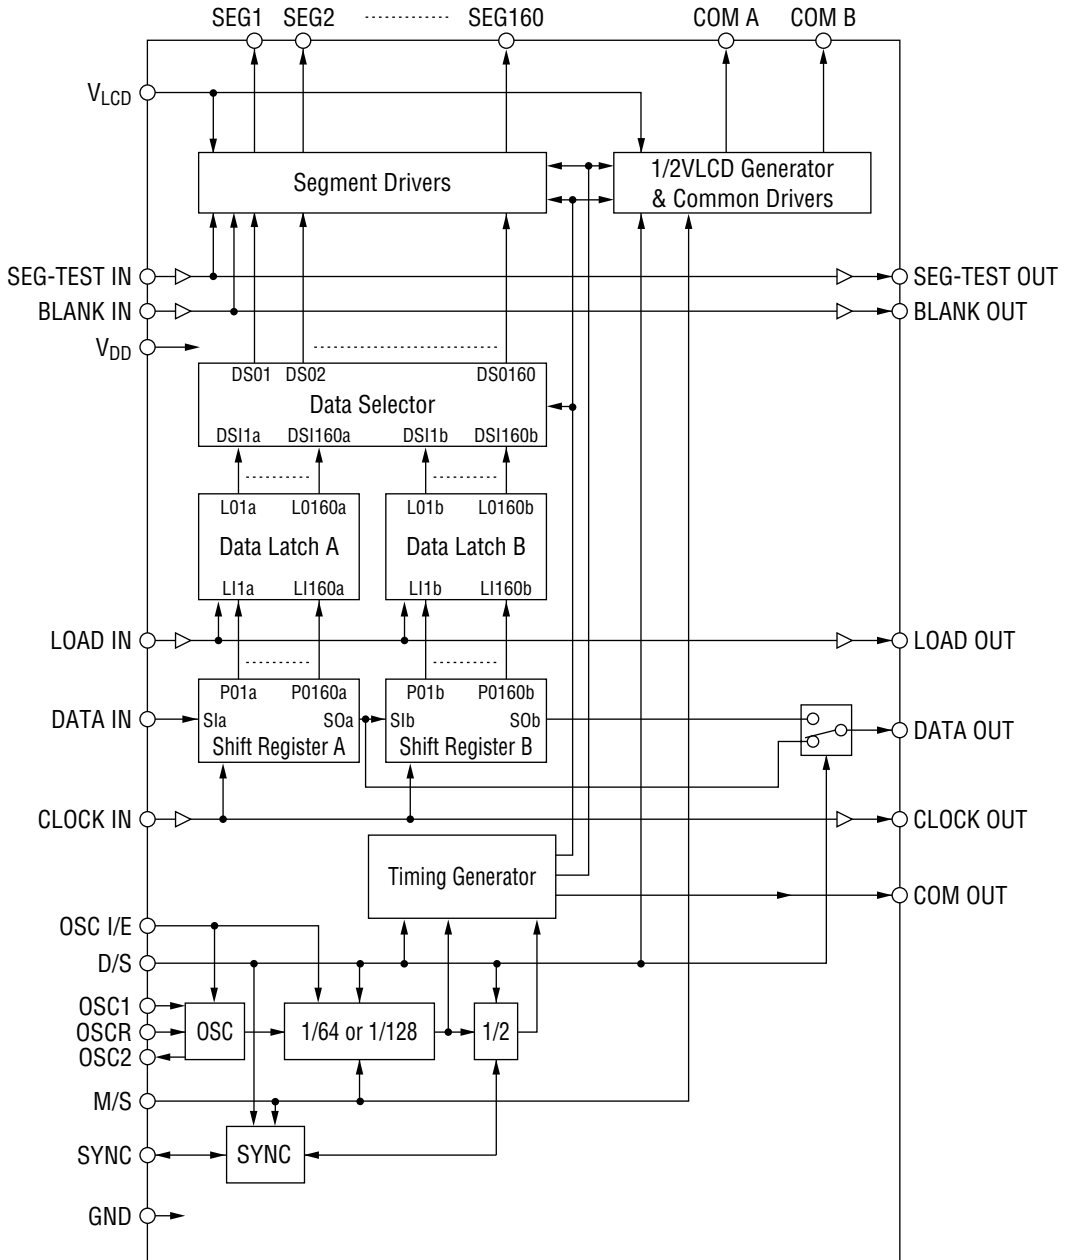 SEG1 SEG2 SEG160 COM A COM B
VLCD
Segment Drivers
1/2VLCD Generator
& Common Drivers
SEG-TEST IN
SEG-TEST OUT
BLANK IN
BLANK OUT
VDD
DS01 DS02 DS0160
Data Selector
DSI1a DSI160a DSI1b DSI160b
L01a L0160a L01b L0160b
Data Latch A
Data Latch B
LI1a LI160a LI1b LI160b
LOAD IN
LOAD OUT
P01a P0160a P01b P0160b
DATA IN
SIa SOa SIb SOb
DATA OUT
Shift Register A
Shift Register B
CLOCK IN
CLOCK OUT
Timing Generator
COM OUT
OSC I/E
D/S
OSC1
OSCR
OSC2
OSC
1/64 or 1/128
1/2
M/S
SYNC
SYNC
GND